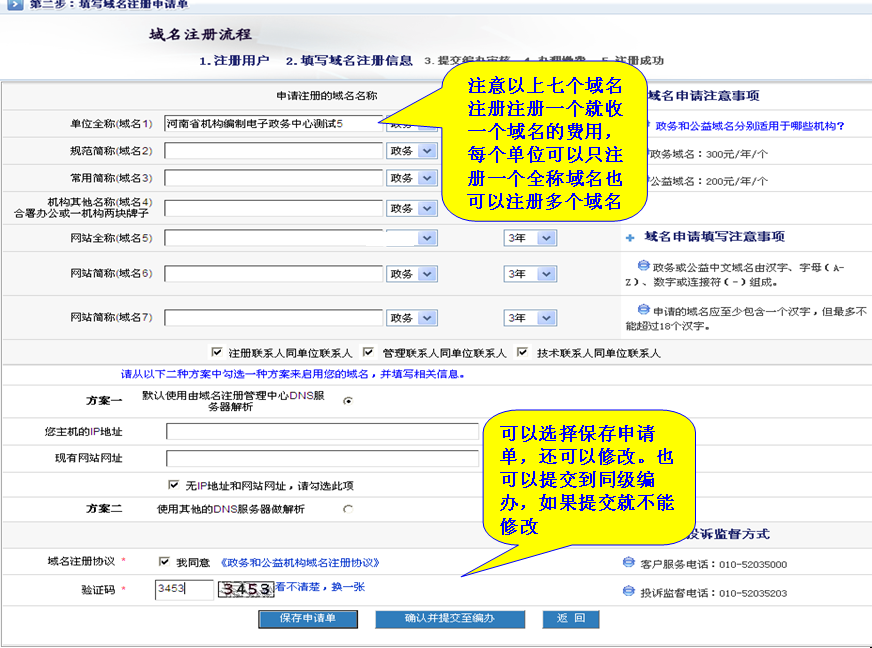 第二步：填写域名注册申请单
域名注册流程
1.注册用户 2.填写域名注册信息 3.提交编办审核 4.办理缴费 5.注册成功
申请注册的域名名称
注意以上七个域名
注册注册一个就收
一个域名的费用，
每个单位可以只注
册一个全称域名也
可以注册多个域名
域名申请注意事项
单位全称(域名1) 河南省机构编制电子政务中心测试5 政务
政务和公益域名分别适用于哪些机构?
规范简称(域名2) 政务
政务域名：300元/年/个
常用简称(域名3) 政务
公益域名：200元/年/个
机构其他名称(域名4)
合署办公或一机构两块牌子 政务
网站全称(域名5) 3年
域名申请填写注意事项
网站简称(域名6) 政务 3年
政务或公益中文域名由汉字、字母(A-
Z)、数字或连接符(-)组成。
网站简称(域名7) 政务 3年
申请的域名应至少包含一个汉字，但最多不
能超过18个汉字。
注册联系人同单位联系人 管理联系人同单位联系人 技术联系人同单位联系人
请从以下二种方案中勾选一种方案来启用您的域名，并填写相关信息。
方案一 默认使用由域名注册管理中心DNS服
务器解析
您主机的IP地址
现有网站网址
无IP地址和网站网址，请勾选此项
方案二 使用其他的DNS服务器做解析
可以选择保存申请
单，还可以修改。也
可以提交到同级编
办，如果提交就不能
修改
投诉监督方式
域名注册协议 * 我同意 《政务和公益机构域名注册协议》
客户服务电话：010-52035000
验证码 * 3453 3453 看不清楚，换一张
投诉监督电话：010-52035203
保存申请单 确认并提交至编办 返 回